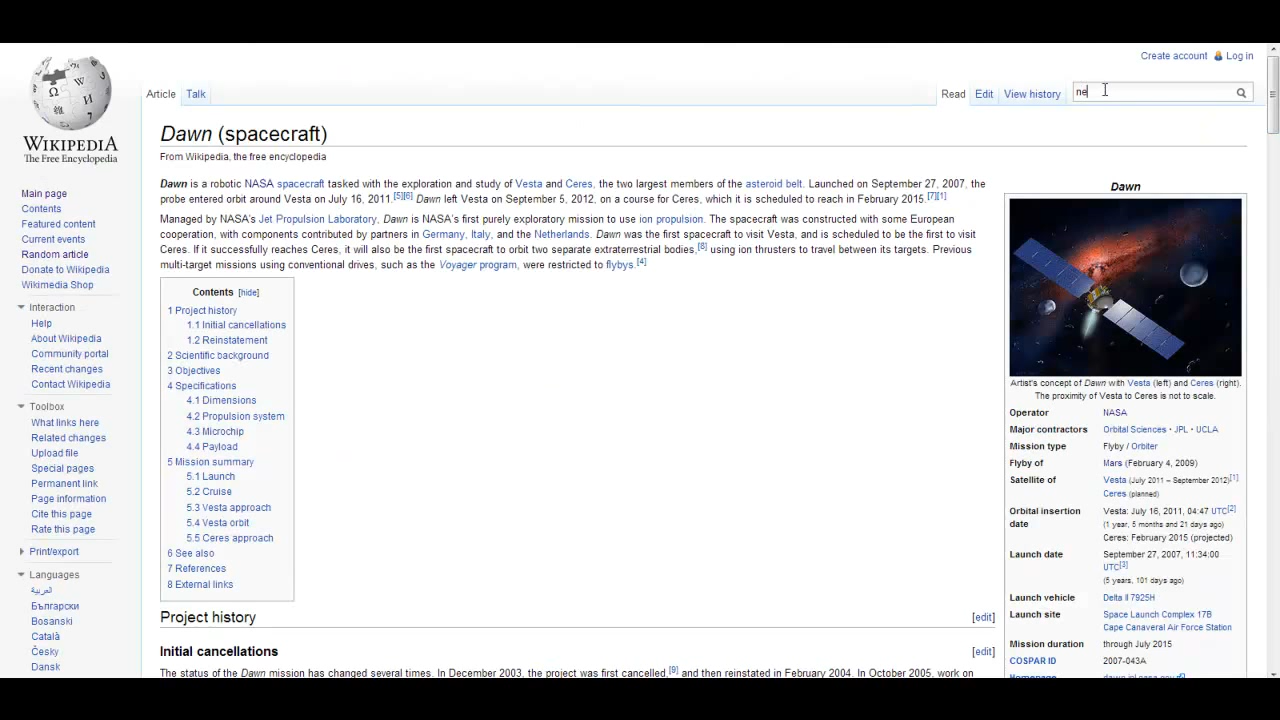 Create account Log in
Article Talk Read Edit View history ne
WIKIPEDIA
The Free Encyclopedia
Main page
Contents
Featured content
Current events
Random article
Donate to Wikipedia
Wikimedia Shop
Interaction
Help
About Wikipedia
Community portal
Recent changes
Contact Wikipedia
Toolbox
What links here
Related changes
Upload file
Special pages
Permanent link
Page information
Cite this page
Rate this page
Print/export
Languages
العربية
Български
Bosanski
Català
Česky
Dansk
Dawn (spacecraft)
From Wikipedia, the free encyclopedia
Dawn is a robotic NASA spacecraft tasked with the exploration and study of Vesta and Ceres, the two largest members of the asteroid belt. Launched on September 27, 2007, the
probe entered orbit around Vesta on July 16, 2011.[5][6] Dawn left Vesta on September 5, 2012, on a course for Ceres, which it is scheduled to reach in February 2015.[7][1]
Managed by NASA's Jet Propulsion Laboratory, Dawn is NASA's first purely exploratory mission to use ion propulsion. The spacecraft was constructed with some European
cooperation, with components contributed by partners in Germany, Italy, and the Netherlands. Dawn was the first spacecraft to visit Vesta, and is scheduled to be the first to visit
Ceres. If it successfully reaches Ceres, it will also be the first spacecraft to orbit two separate extraterrestrial bodies,[8] using ion thrusters to travel between its targets. Previous
multi-target missions using conventional drives, such as the Voyager program, were restricted to flybys.[4]
Contents [hide]
1 Project history
1.1 Initial cancellations
1.2 Reinstatement
2 Scientific background
3 Objectives
4 Specifications
4.1 Dimensions
4.2 Propulsion system
4.3 Microchip
4.4 Payload
5 Mission summary
5.1 Launch
5.2 Cruise
5.3 Vesta approach
5.4 Vesta orbit
5.5 Ceres approach
6 See also
7 References
8 External links
Project history [edit]
Initial cancellations [edit]
The status of the Dawn mission has changed several times. In December 2003, the project was first cancelled,[9] and then reinstated in February 2004. In October 2005, work on
Dawn
Artist's concept of Dawn with Vesta (left) and Ceres (right).
The proximity of Vesta to Ceres is not to scale.
Operator NASA
Major contractors Orbital Sciences · JPL · UCLA
Mission type Flyby / Orbiter
Flyby of Mars (February 4, 2009)
Satellite of Vesta (July 2011 – September 2012)[1]
Ceres (planned)
Orbital insertion date Vesta: July 16, 2011, 04:47 UTC[2]
(1 year, 5 months and 21 days ago)
Ceres: February 2015 (projected)
Launch date September 27, 2007, 11:34:00
UTC[3]
(5 years, 101 days ago)
Launch vehicle Delta II 7925H
Launch site Space Launch Complex 17B
Cape Canaveral Air Force Station
Mission duration through July 2015
COSPAR ID 2007-043A
Homepage dawn.jpl.nasa.gov